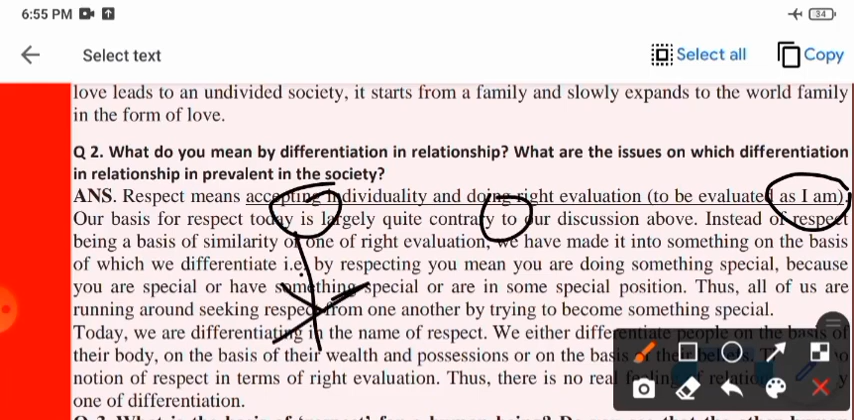 6:55 PM
34
Select text
Select all
Copy
love leads to an undivided society, it starts from a family and slowly expands to the world family
in the form of love.
Q 2. What do you mean by differentiation in relationship? What are the issues on which differentiation
in relationship in prevalent in the society?
ANS. Respect means accepting individuality and doing right evaluation (to be evaluated as I am).
Our basis for respect today is largely quite contrary to our discussion above. Instead of respect
being a basis of similarity or one of right evaluation, we have made it into something on the basis
of which we differentiate i.e. by respecting you mean you are doing something special, because
you are special or have something special or are in some special position. Thus, all of us are
running around seeking respect from one another by trying to become something special.
Today, we are differentiating in the name of respect. We either differentiate people on the basis of
their body, on the basis of their wealth and possessions or on the basis of their
notion of respect in terms of right evaluation. Thus, there is no real feeling
one of differentiation.